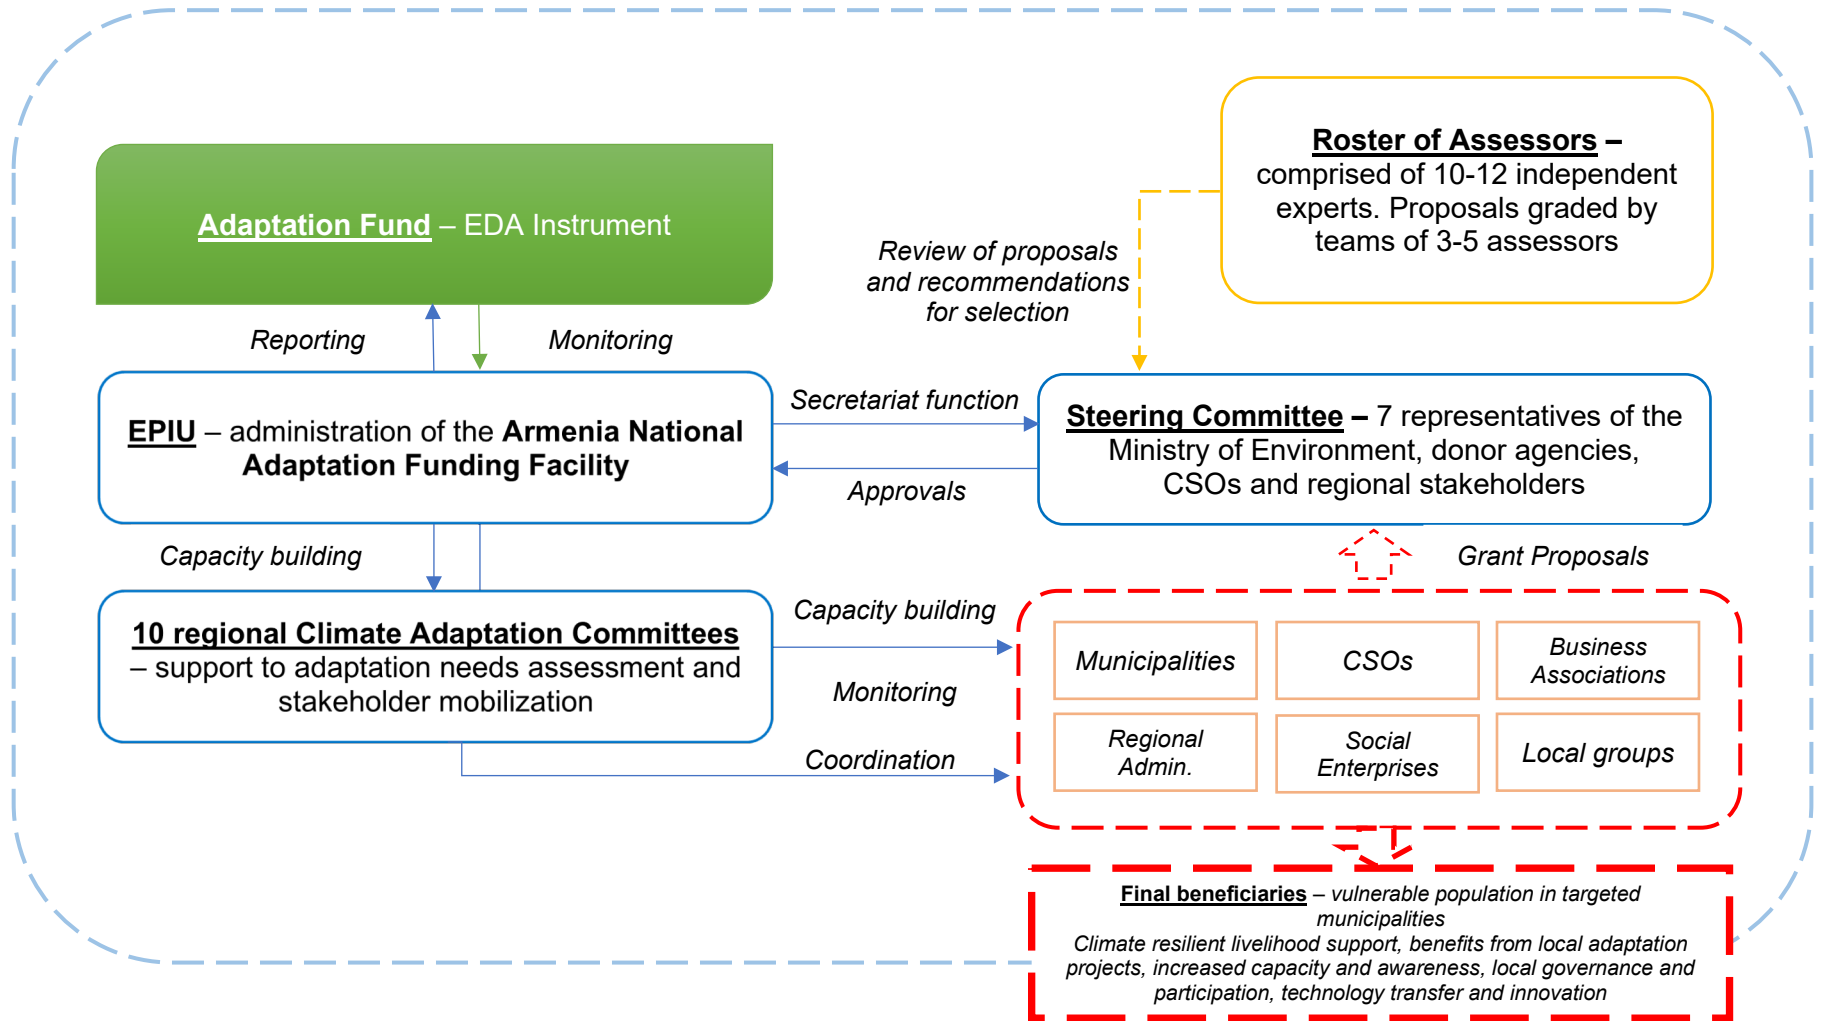 Roster of Assessors –
comprised of 10-12 independent
experts. Proposals graded by
teams of 3-5 assessors
Adaptation Fund – EDA Instrument
Review of proposals
and recommendations
for selection
Reporting
Monitoring
EPIU – administration of the Armenia National
Adaptation Funding Facility
Secretariat function
Approvals
Steering Committee – 7 representatives of the
Ministry of Environment, donor agencies,
CSOs and regional stakeholders
Capacity building
Grant Proposals
10 regional Climate Adaptation Committees
– support to adaptation needs assessment and
stakeholder mobilization
Capacity building
Monitoring
Coordination
Municipalities
CSOs
Business
Associations
Regional
Admin.
Social
Enterprises
Local groups
Final beneficiaries – vulnerable population in targeted
municipalities
Climate resilient livelihood support, benefits from local adaptation
projects, increased capacity and awareness, local governance and
participation, technology transfer and innovation